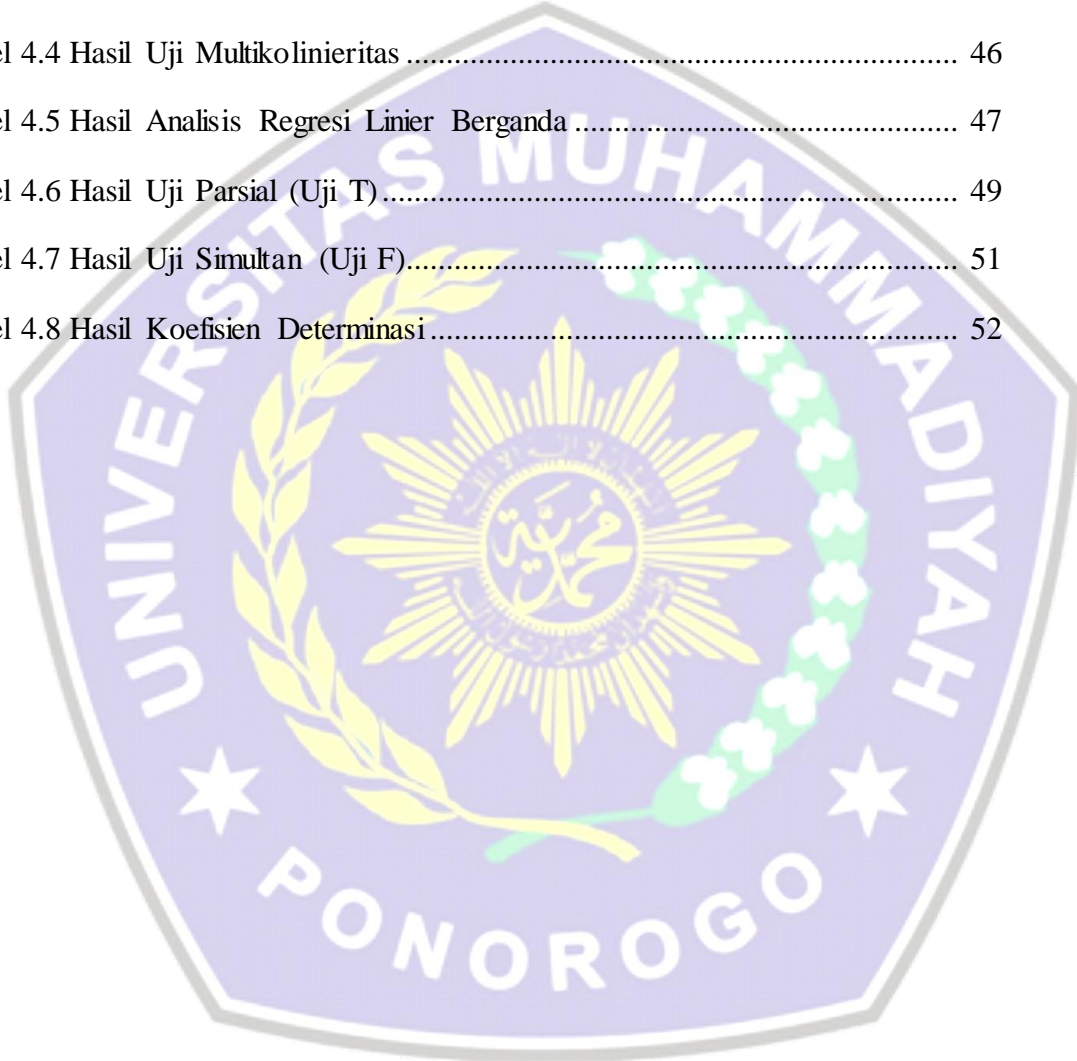 el 4.4 Hasil Uji Multikolinieritas ........................................................................ 46
el 4.5 Hasil Analisis Regresi Linier Berganda ................................................. 47
el 4.6 Hasil Uji Parsial (Uji T) ........................................................................... 49
el 4.7 Hasil Uji Simultan (Uji F)........................................................................ 51
el 4.8 Hasil Koefisien Determinasi .................................................................... 52
UNIVERSITAS MUHAMMADIYAH
محمدية
PONOROGO